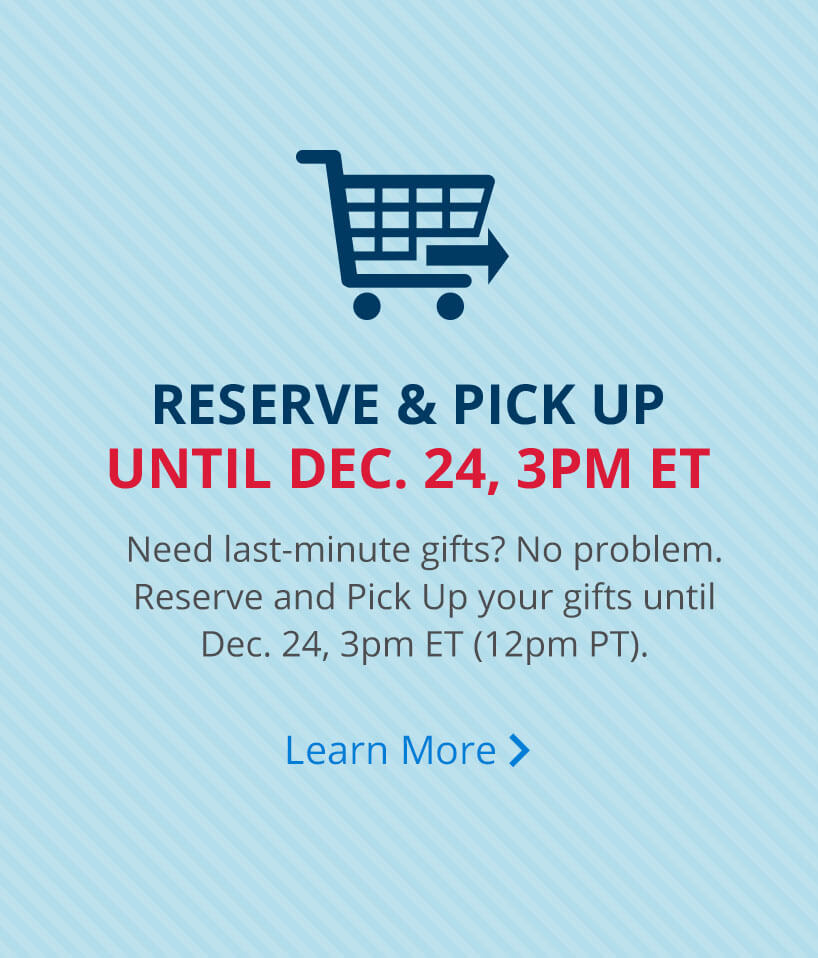 RESERVE & PICK UP
UNTIL DEC. 24, 3PM ET
Need last-minute gifts? No problem.
Reserve and Pick Up your gifts until
Dec. 24, 3pm ET (12pm PT).
Learn More